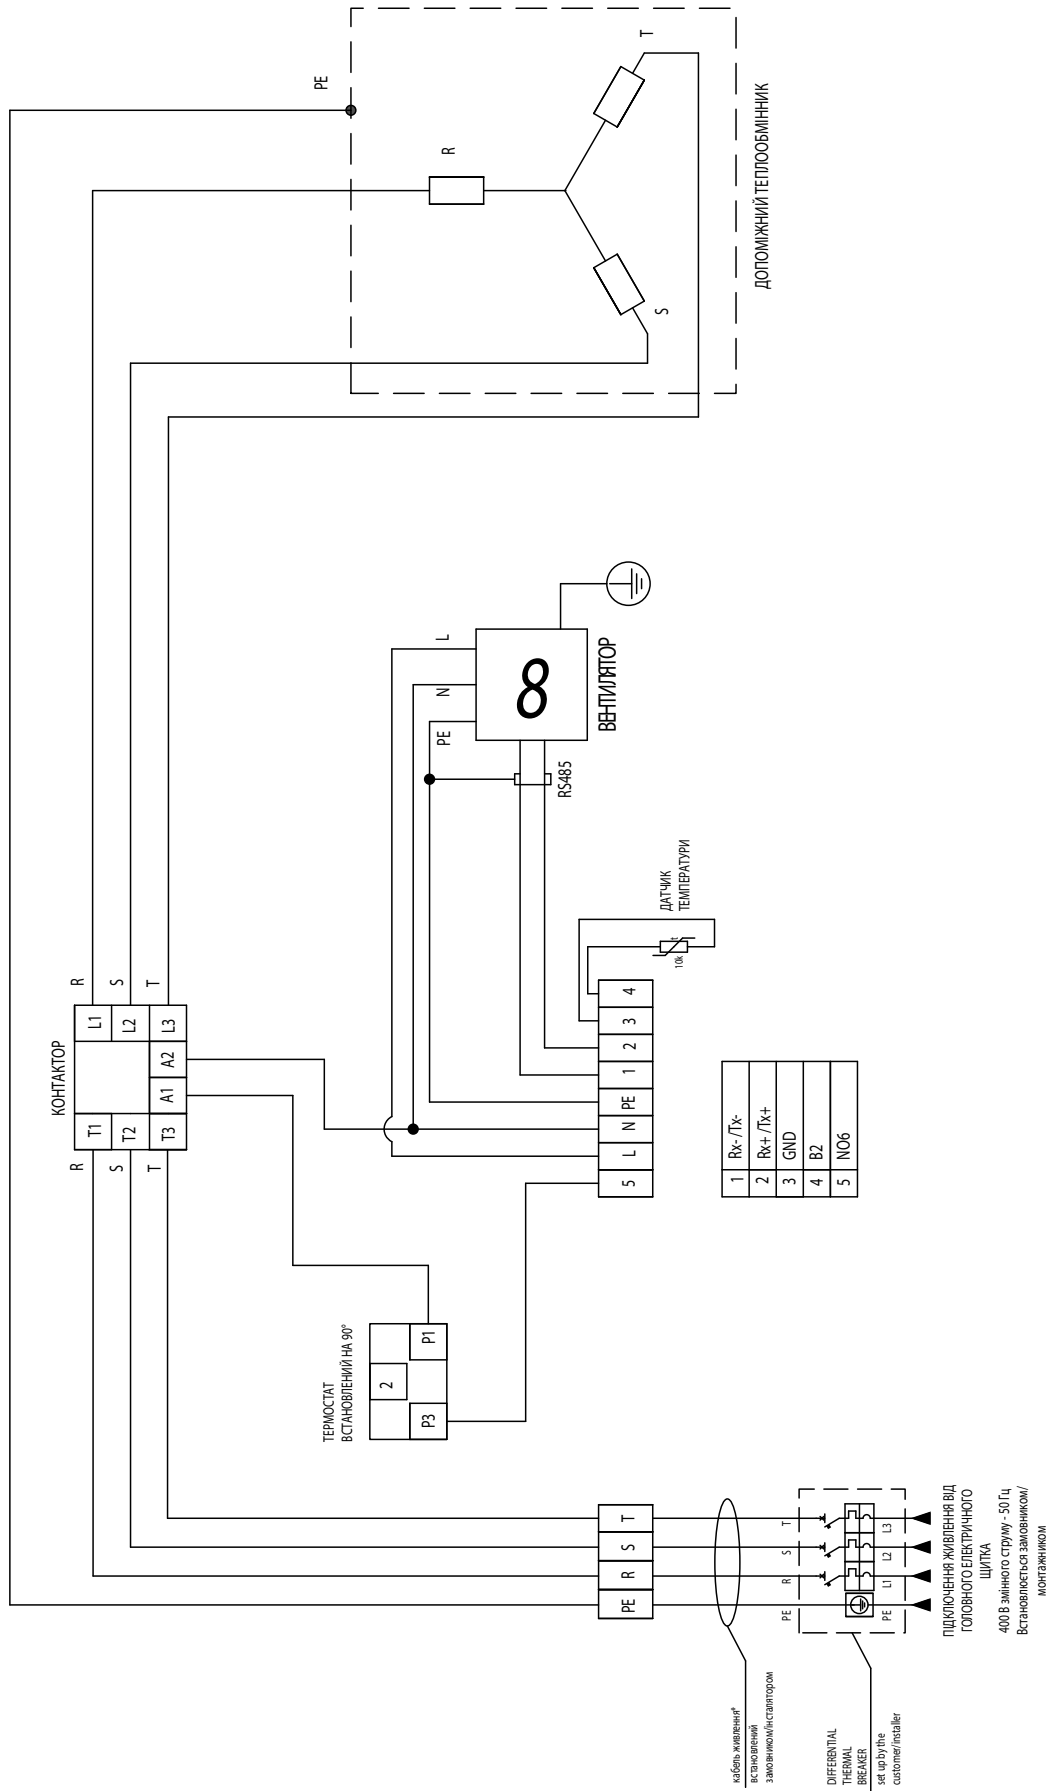 PE
R
T
S
ДОПОМІЖНИЙ ТЕПЛООБМІННИК
КОНТАКТОР
R
S
T
L1
L2
L3
A2
A1
T1
T2
T3
R
S
T
L
N
PE
8
ВЕНТИЛЯТОР
RS485
ДАТЧИК
ТЕМПЕРАТУРИ
10k
t
5 L N PE 1 2 3 4
1 Rx-/Tx-
2 Rx+/Tx+
3 GND
4 B2
5 NO6
ТЕРМОСТАТ
ВСТАНОВЛЕНИЙ НА 90°
P3 2 P1
PE R S T
PE R S T
PE L1 L2 L3
кабель живлення*
встановлений
замовником/інсталятором
DIFFERENTIAL
THERMAL
BREAKER
set up by the
customer/installer
ПІДКЛЮЧЕННЯ ЖИВЛЕННЯ ВІД
ГОЛОВНОГО ЕЛЕКТРИЧНОГО
ЩИТКА
400 В змінного струму - 50 Гц
Встановлюється замовником/
монтажником